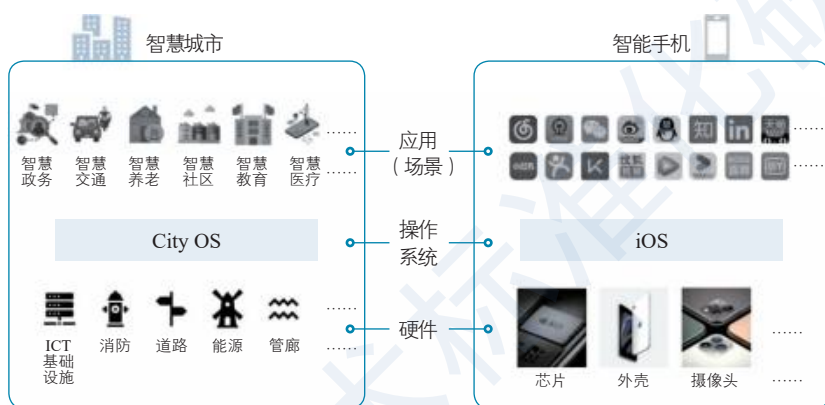 智慧城市
智能手机
智慧
政务
智慧
交通
智慧
养老
智慧
社区
智慧
教育
智慧
医疗
……
……
应用
（场景）
知
in
……
……
City OS
操作
系统
iOS
ICT
基础
设施
消防
道路
能源
管廊
……
……
硬件
芯片
外壳
摄像头
……
……